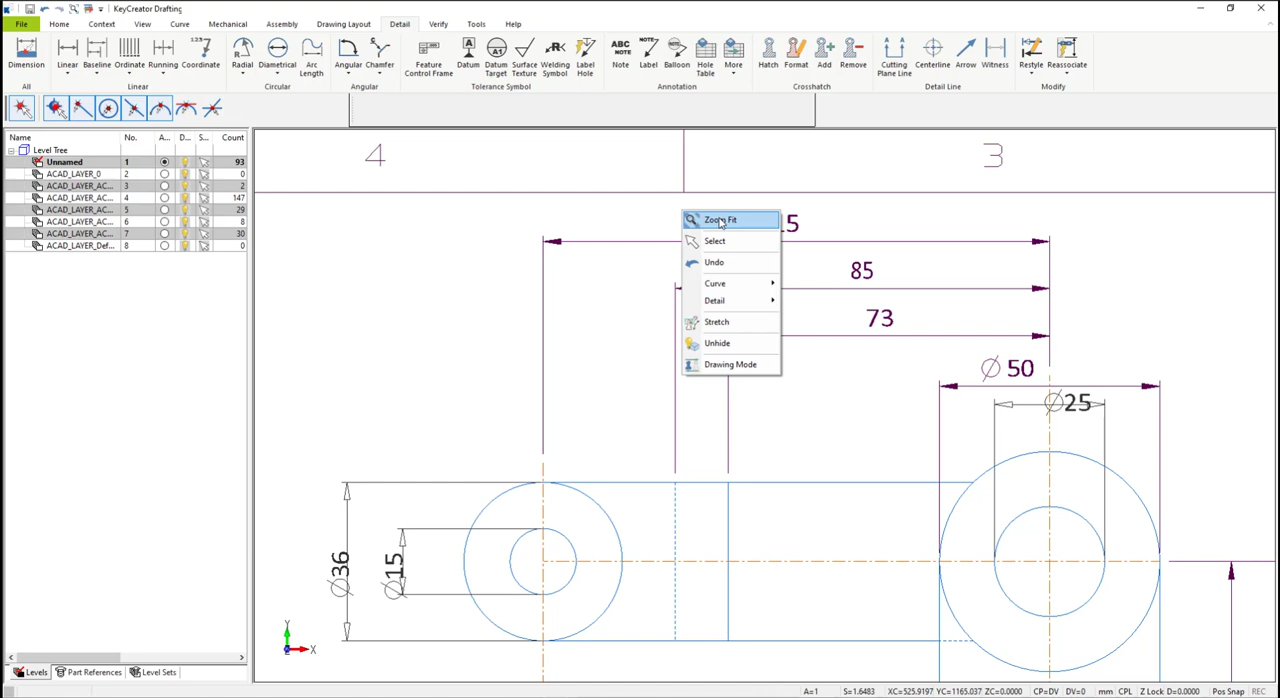 KeyCreator Drafting
File Home Context View Curve Mechanical Assembly Drawing Layout Detail Verify Tools Help
Dimension Linear Baseline Ordinate Running Coordinate Radial Diametrical Arc Length Angular Chamfer Feature Control Frame Datum Datum Target Surface Texture Welding Symbol Label Hole Note Label Balloon Hole Table More Hatch Format Add Remove Cutting Plane Line Centerline Arrow Witness Restyle Reassociate
All Linear Circular Angular Tolerance Symbol Annotation Crosshatch Detail Line Modify
Name No. A... D... S... Count
Level Tree
Unnamed 1 93
ACAD_LAYER_0 2 0
ACAD_LAYER_AC... 3 2
ACAD_LAYER_AC... 4 147
ACAD_LAYER_AC... 5 29
ACAD_LAYER_AC... 6 8
ACAD_LAYER_AC... 7 30
ACAD_LAYER_Def... 8 0
4 3
Zoom Fit
Select
Undo
Curve
Detail
Stretch
Unhide
Drawing Mode
5
85
73
∅ 50
∅25
∅36
∅15
Y
X
Levels Part References Level Sets
A=1 S=1.6483 XC=525.9197 YC=1165.037 ZC=0.0000 CP=DV DV=0 mm CPL Z Lock D=0.0000 Pos Snap REC